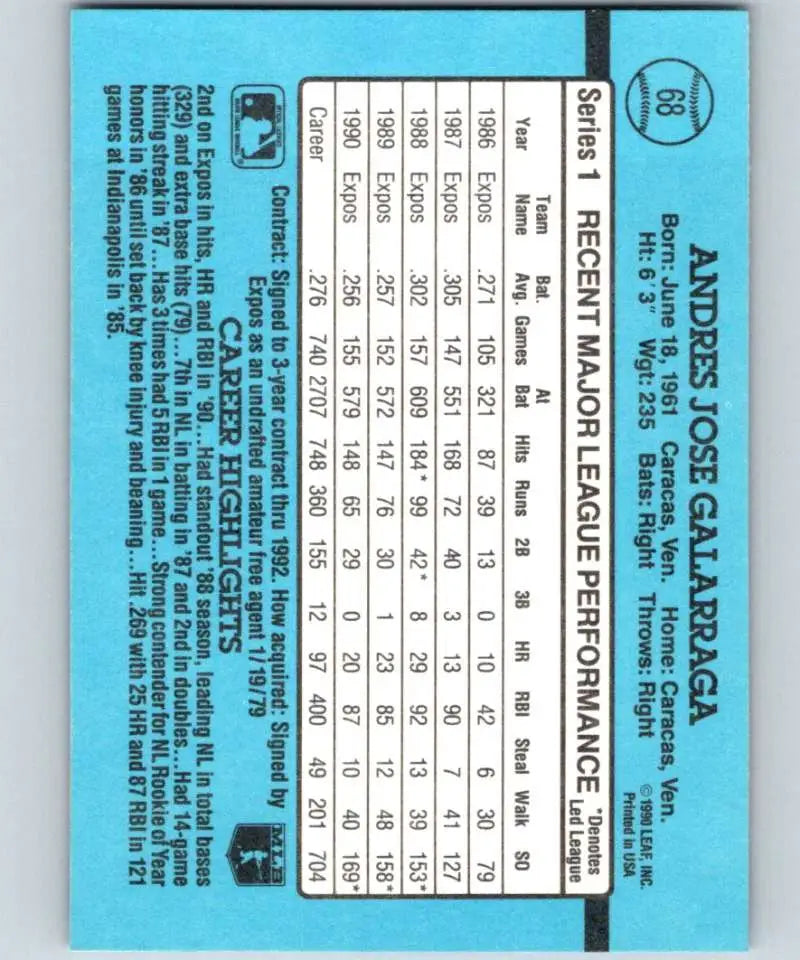 68
ANDRES JOSE GALARRAGA
Born: June 18, 1961 Caracas, Ven. Home: Caracas, Ven.
Ht: 6'3" Wgt: 235 Bats: Right Throws: Right
©1990 LEAF, INC.
Printed in USA
Series 1 RECENT MAJOR LEAGUE PERFORMANCE *Denotes Led League
Year Team Name Bat. Avg. Games At Bat Hits Runs 2B 3B HR RBI Steal Walk SO
1986 Expos .271 105 321 87 39 13 0 10 42 6 30 79
1987 Expos .305 147 551 168 72 40 3 13 90 7 41 127
1988 Expos .302 157 609 184* 99 42* 8 29 92 13 39 153*
1989 Expos .257 152 572 147 76 30 1 23 85 12 48 158*
1990 Expos .256 155 579 148 65 29 0 20 87 10 40 169*
Career .276 740 2707 748 360 155 12 97 400 49 201 704
Contract: Signed to 3-year contract thru 1992. How acquired: Signed by
Expos as an undrafted amateur free agent 1/19/79
MLB
CAREER HIGHLIGHTS
2nd on Expos in hits, HR and RBI in '90...Had standout '88 season, leading NL in total bases
(329) and extra base hits (79)...7th in NL in batting in '87 and 2nd in doubles...Had 14-game
hitting streak in '87...Has 3 times had 5 RBI in 1 game...Strong contender for NL Rookie of Year
honors in '86 until set back by knee injury and beaning...Hit .269 with 25 HR and 87 RBI in 121
games at Indianapolis in '85.